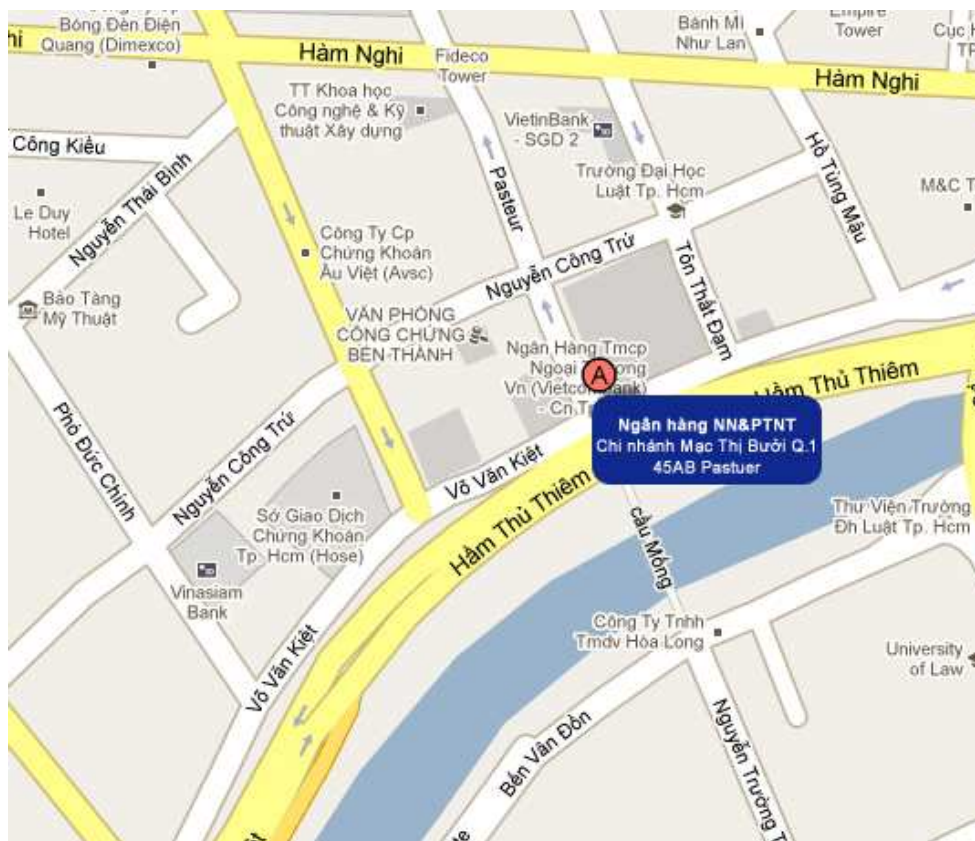 Bóng Đèn Điện
Quang (Dimexco)
Hàm Nghi
Fideco
Tower
Bánh Mì
Như Lan
Empire
Tower
Cục
Hàm Nghi
TT Khoa học
Công nghệ & Kỹ
thuật Xây dựng
VietinBank
- SGD 2
Công Kiều
Nguyễn Thái Bình
Pasteur
Trường Đại Học
Luật Tp. Hcm
Hồ Tùng Mậu
M&C
Le Duy
Hotel
Công Ty Cp
Chứng Khoán
Âu Việt (Avsc)
Nguyễn Công Trứ
Tôn Thất Đạm
Bảo Tàng
Mỹ Thuật
VĂN PHÒNG
CÔNG CHỨNG
BẾN THÀNH
Ngân Hàng Tmcp
Ngoại
Vn
- Cn
A
Hầm Thủ Thiêm
Ngân hàng NN&PTNT
Chi nhánh Mạc Thị Bưởi Q.1
45AB Pastuer
Phó Đức Chính
Nguyễn Công Trứ
Võ Văn Kiệt
Hầm Thủ Thiêm
Sở Giao Dịch
Chứng Khoán
Tp. Hcm (Hose)
cầu Mống
Thư Viện Trường
Đh Luật Tp. Hcm
Vinasiam
Bank
Công Ty Tnhh
Tmdv Hòa Long
Võ Văn Kiệt
University
of Law
Bến Vân Đồn
Nguyễn Trường